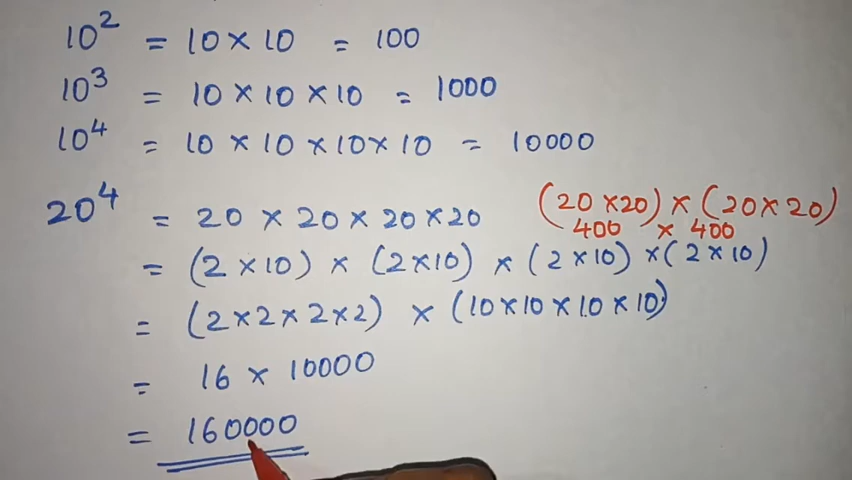 10² = 10 × 10 = 100
10³ = 10 × 10 × 10 = 1000
10⁴ = 10 × 10 × 10 × 10 = 10000
20⁴ = 20 × 20 × 20 × 20
(20 × 20) × (20 × 20)
400 × 400
= (2 × 10) × (2 × 10) × (2 × 10) × (2 × 10)
= (2 × 2 × 2 × 2) × (10 × 10 × 10 × 10)
= 16 × 10000
= 160000